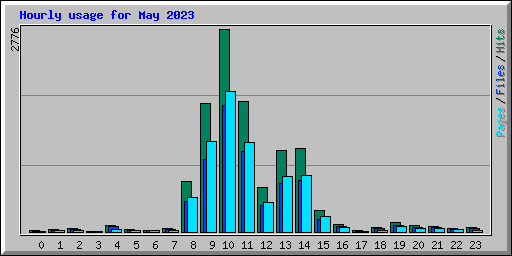 Hourly usage for May 2023
2776
Pages/Files/Hits
0 1 2 3 4 5 6 7 8 9 10 11 12 13 14 15 16 17 18 19 20 21 22 23